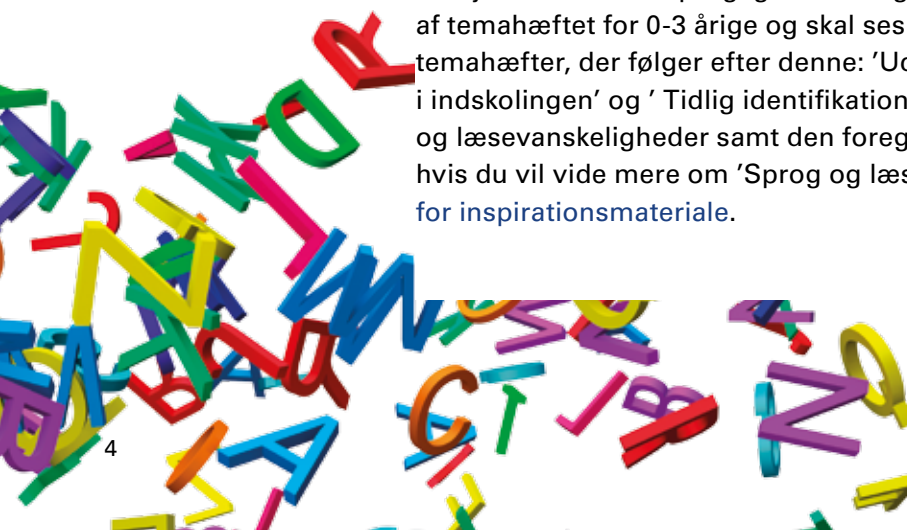 af temahæftet for 0-3 årige og skal ses
temahæfter, der følger efter denne: ’Ud
i indskolingen’ og ’ Tidlig identifikation
og læsevanskeligheder samt den foreg
hvis du vil vide mere om ’Sprog og læs
for inspirationsmateriale.
4